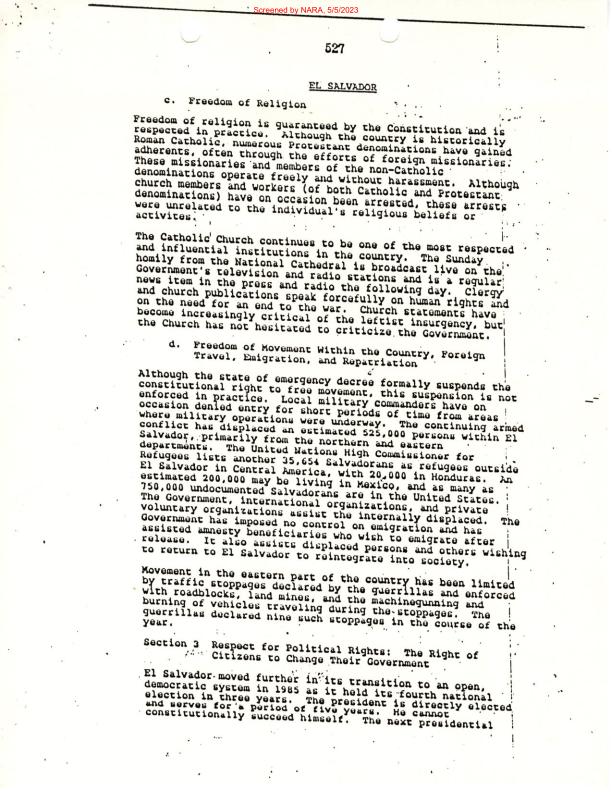 Screened by NARA, 5/5/2023
527
EL SALVADOR
c. Freedom of Religion
Freedom of religion is guaranteed by the Constitution and is
respected in practice. Although the country is historically
Roman Catholic, numerous Protestant denominations have gained
adherents, often through the efforts of foreign missionaries.
These missionaries and members of the non-Catholic
denominations operate freely and without harassment. Although
church members and workers (of both Catholic and Protestant
denominations) have on occasion been arrested, these arrests
were unrelated to the individual's religious beliefs or
activites.
The Catholic Church continues to be one of the most respected
and influential institutions in the country. The Sunday
homily from the National Cathedral is broadcast live on the
Government's television and radio stations and is a regular
news item in the press and radio the following day. Clergy
and church publications speak forcefully on human rights and
on the need for an end to the war. Church statements have
become increasingly critical of the leftist insurgency, but
the Church has not hesitated to criticize the Government.
d. Freedom of Movement Within the Country, Foreign
Travel, Emigration, and Repatriation
Although the state of emergency decree formally suspends the
constitutional right to free movement, this suspension is not
enforced in practice. Local military commanders have on
occasion denied entry for short periods of time from areas
where military operations were underway. The continuing armed
conflict has displaced an estimated 525,000 persons within El
Salvador, primarily from the northern and eastern
departments. The United Nations High Commissioner for
Refugees lists another 35,654 Salvadorans as refugees outside
El Salvador in Central America, with 20,000 in Honduras. An
estimated 200,000 may be living in Mexico, and as many as
750,000 undocumented Salvadorans are in the United States.
The Government, international organizations, and private
voluntary organizations assist the internally displaced. The
Government has imposed no control on emigration and has
assisted amnesty beneficiaries who wish to emigrate after
release. It also assists displaced persons and others wishing
to return to El Salvador to reintegrate into society.
Movement in the eastern part of the country has been limited
by traffic stoppages declared by the guerrillas and enforced
with roadblocks, land mines, and the machinegunning and
burning of vehicles traveling during the stoppages. The
guerrillas declared nine such stoppages in the course of the
year.
Section 3 Respect for Political Rights: The Right of
Citizens to Change Their Government
El Salvador moved further in its transition to an open,
democratic system in 1985 as it held its fourth national
election in three years. The president is directly elected
and serves for a period of five years. He cannot
constitutionally succeed himself. The next presidential